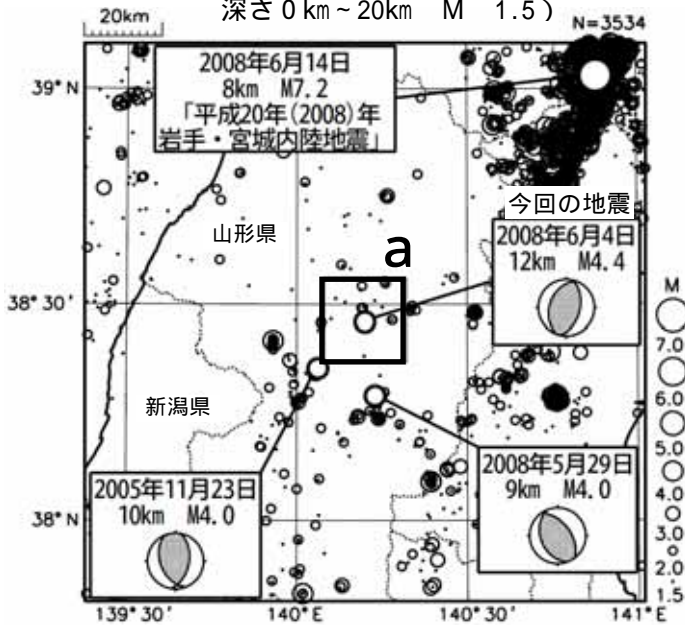 深さ0km~20km M 1.5)
20km
N=3534
39°N
2008年6月14日
8km M7.2
「平成20年(2008)年
岩手・宮城内陸地震」
今回の地震
山形県
a
2008年6月4日
12km M4.4
38°30'
新潟県
M
7.0
6.0
5.0
4.0
3.0
2.0
1.5
2008年5月29日
9km M4.0
2005年11月23日
10km M4.0
38°N
139°30'
140°E
140°30'
141°E